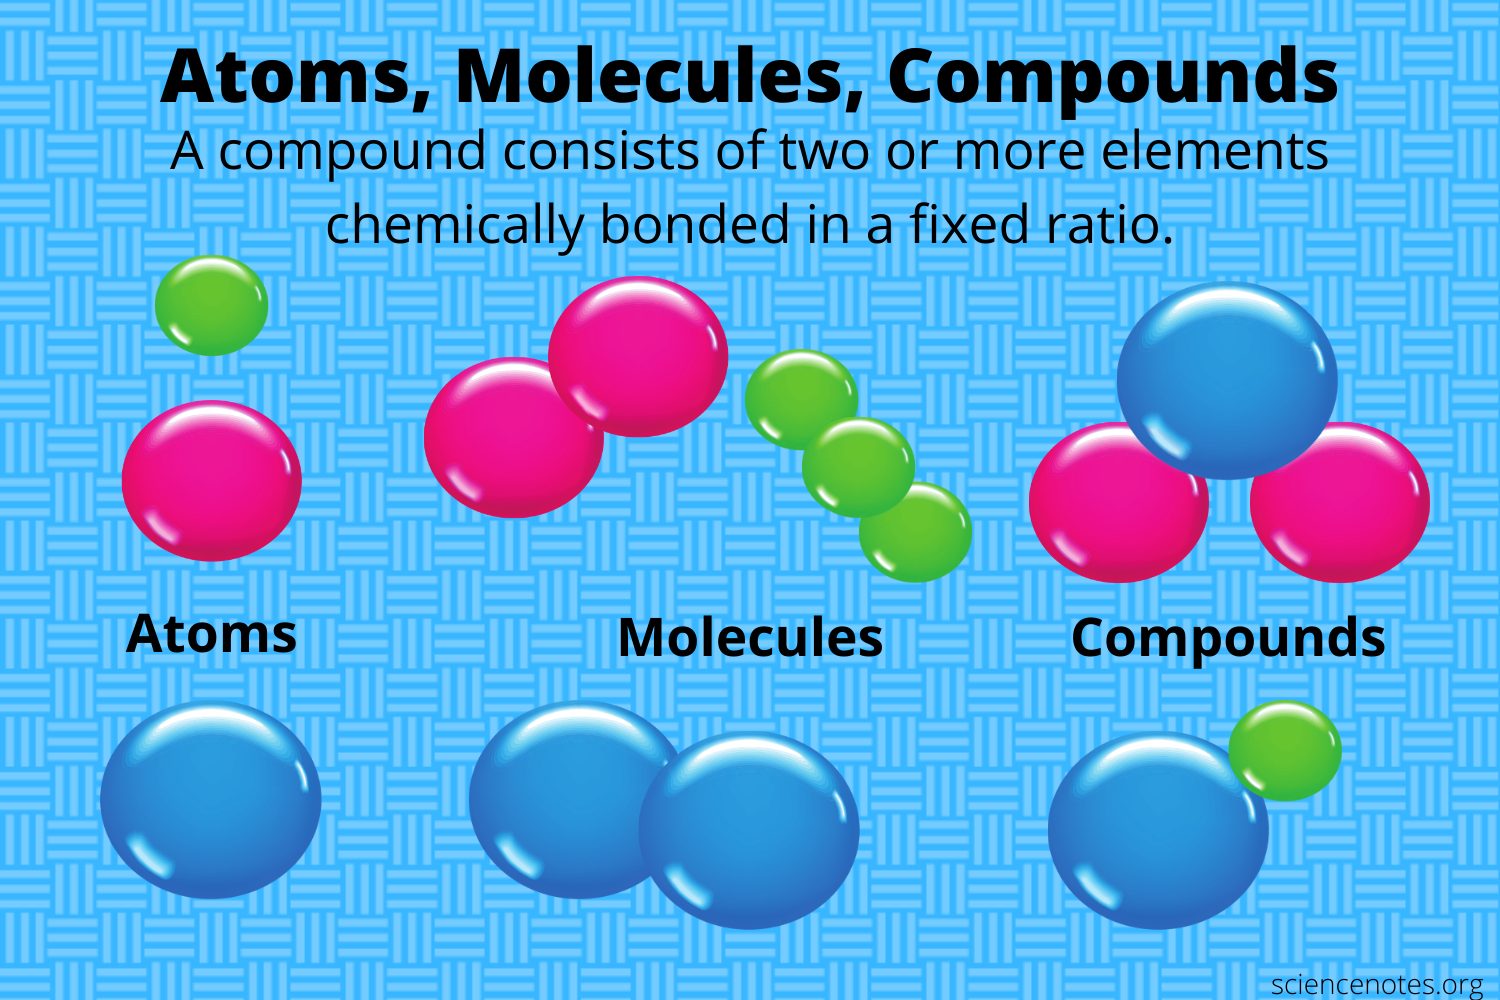 Atoms, Molecules, Compounds
A compound consists of two or more elements
chemically bonded in a fixed ratio.
Atoms
Molecules
Compounds
sciencenotes.org